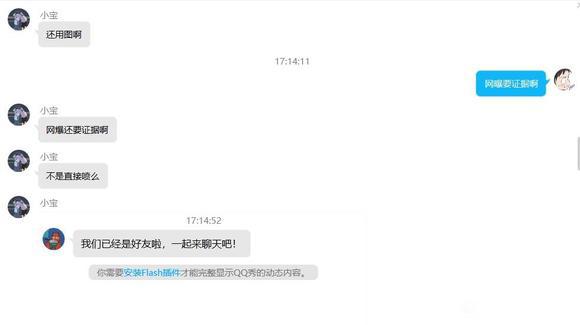 小宝
还用图啊
17:14:11
网曝要证据啊
小宝
网爆还要证据啊
小宝
不是直接喷么
小宝
17:14:52
我们已经是好友啦，一起来聊天吧！
你需要安装Flash插件才能完整显示QQ秀的动态内容。